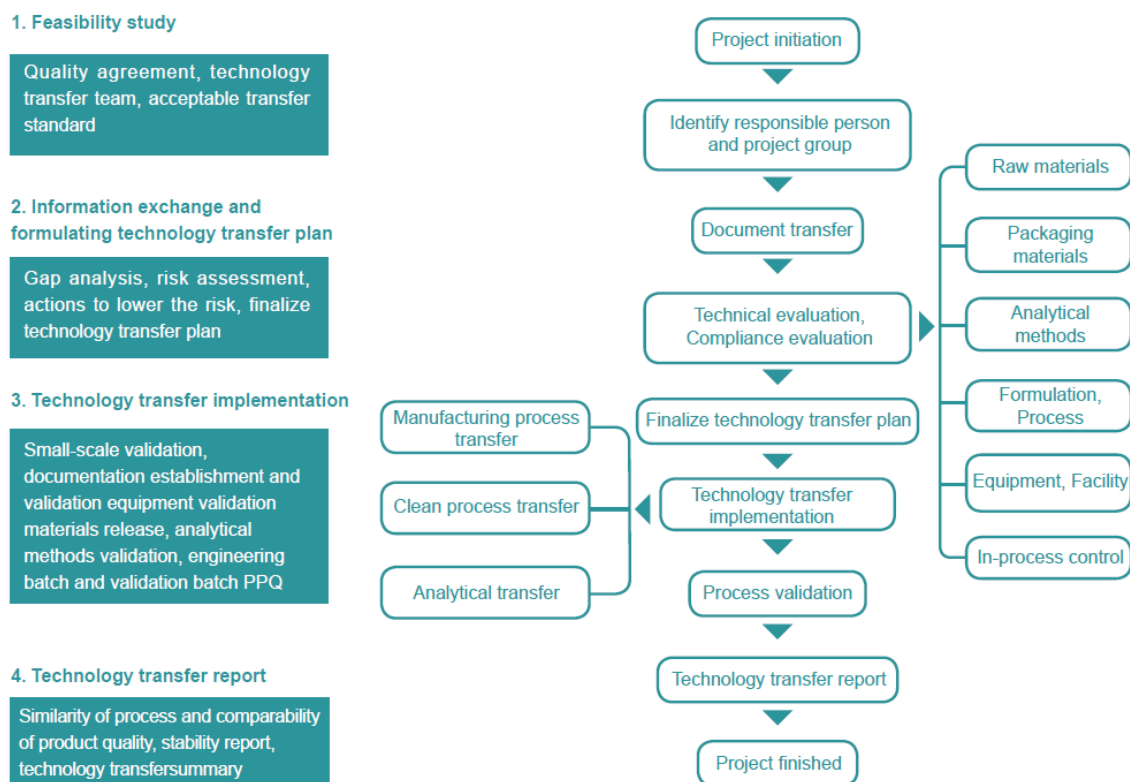 1. Feasibility study
Quality agreement, technology
transfer team, acceptable transfer
standard
2. Information exchange and
formulating technology transfer plan
Gap analysis, risk assessment,
actions to lower the risk, finalize
technology transfer plan
3. Technology transfer implementation
Small-scale validation,
documentation establishment and
validation equipment validation
materials release, analytical
methods validation, engineering
batch and validation batch PPQ
4. Technology transfer report
Similarity of process and comparability
of product quality, stability report,
technology transfersummary
Project initiation
Identify responsible person
and project group
Document transfer
Technical evaluation,
Compliance evaluation
Finalize technology transfer plan
Technology transfer
implementation
Process validation
Technology transfer report
Project finished
Manufacturing process
transfer
Clean process transfer
Analytical transfer
Raw materials
Packaging
materials
Analytical
methods
Formulation,
Process
Equipment, Facility
In-process control